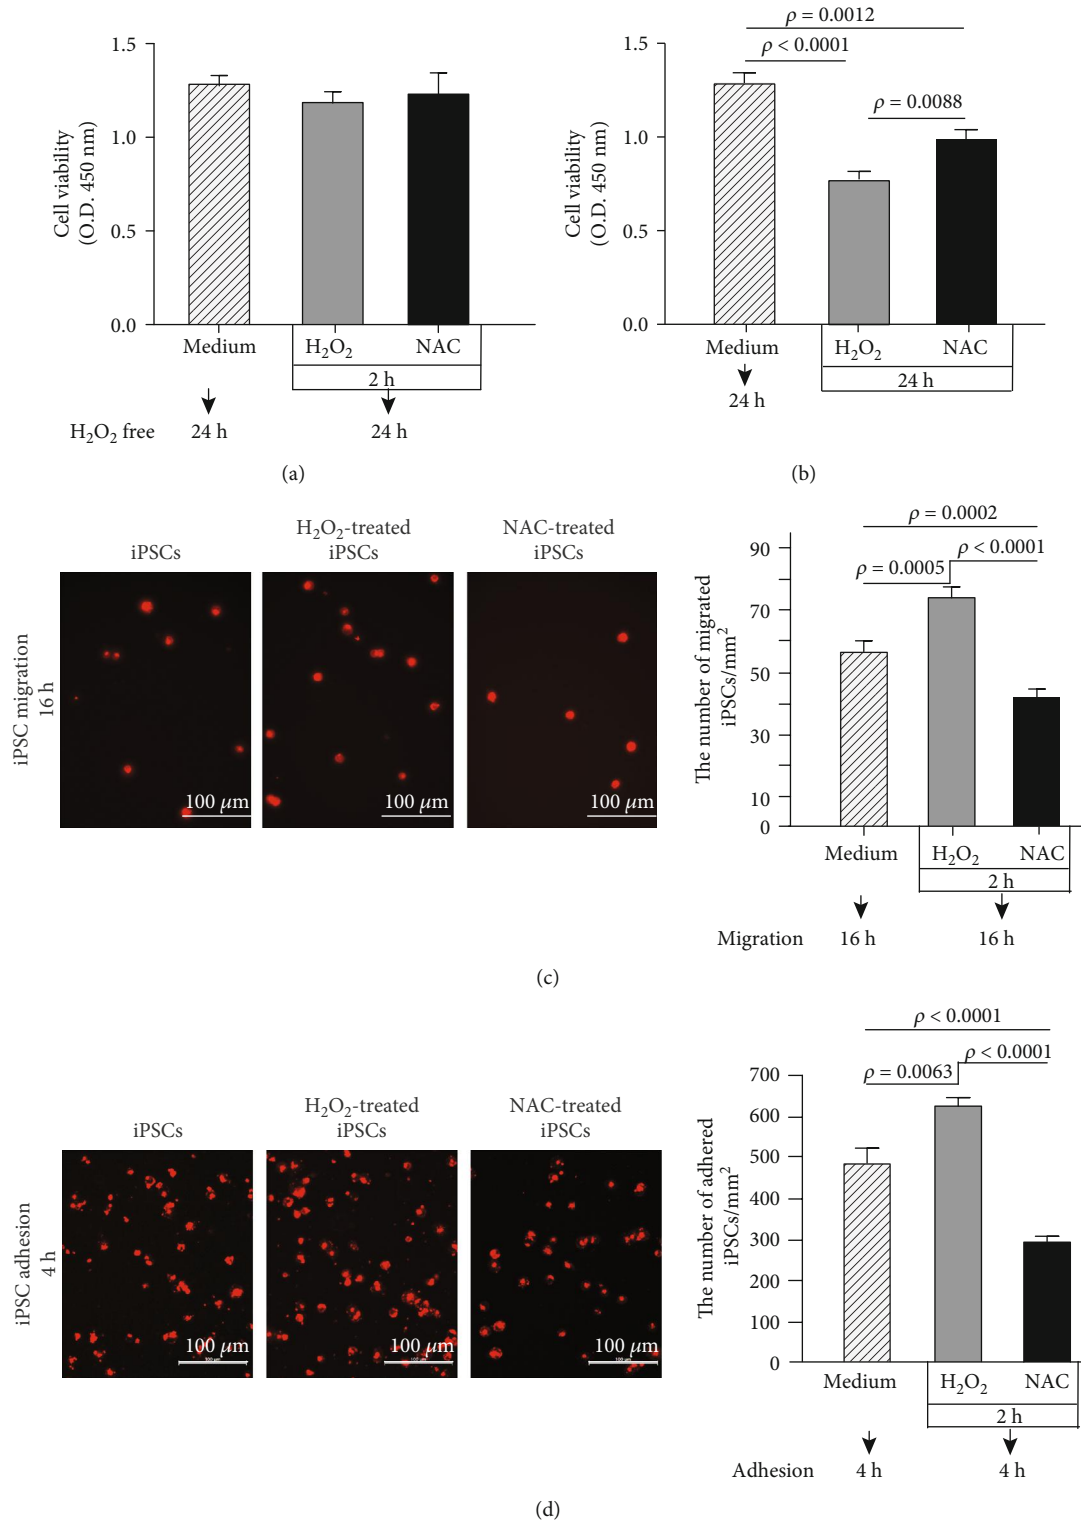 1.5
1.0
0.5
0.0
Cell viability
(O.D. 450 nm)
Medium
H₂O₂
NAC
2 h
H₂O₂ free
24 h
24 h
(a)
ρ = 0.0012
ρ < 0.0001
ρ = 0.0088
1.5
1.0
0.5
0.0
Cell viability
(O.D. 450 nm)
Medium
H₂O₂
NAC
24 h
24 h
(b)
iPSCs
H₂O₂-treated
iPSCs
NAC-treated
iPSCs
iPSC migration
16 h
100 μm
100 μm
100 μm
ρ = 0.0002
ρ < 0.0001
ρ = 0.0005
90
70
50
30
10
0
The number of migrated
iPSCs/mm²
Medium
H₂O₂
NAC
2 h
Migration
16 h
16 h
(c)
iPSCs
H₂O₂-treated
iPSCs
NAC-treated
iPSCs
iPSC adhesion
4 h
100 μm
100 μm
100 μm
ρ < 0.0001
ρ < 0.0001
ρ = 0.0063
700
600
500
400
300
200
100
0
The number of adhered
iPSCs/mm²
Medium
H₂O₂
NAC
2 h
Adhesion
4 h
4 h
(d)